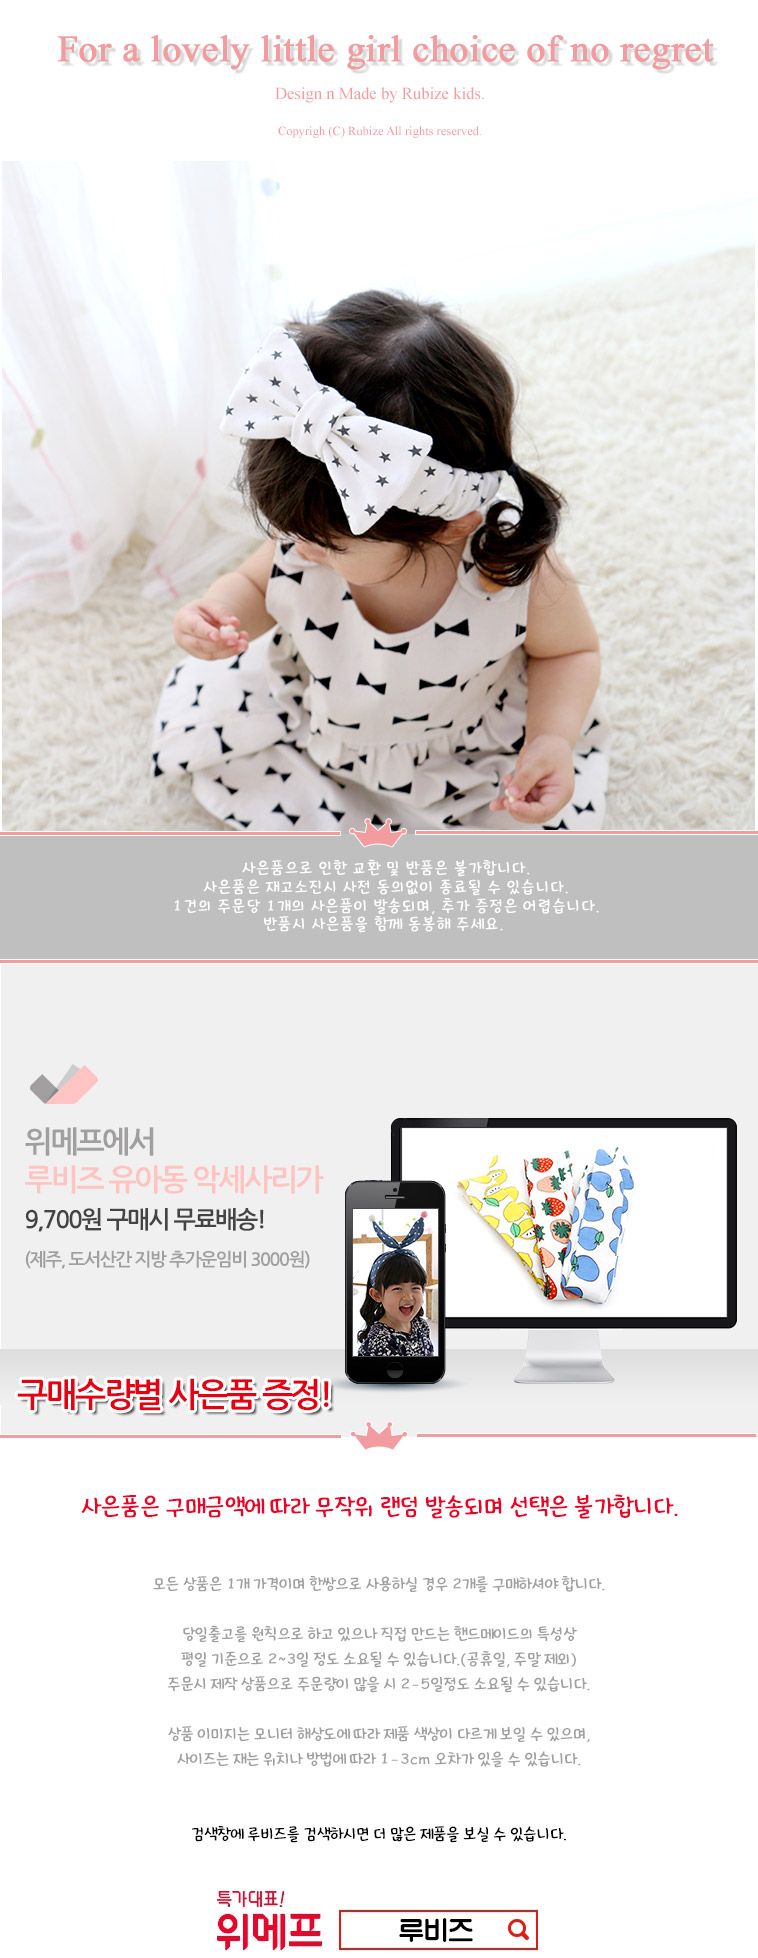 For a lovely little girl choice of no regret
Design n Made by Rubize kids.
Copyrigh (C) Rubize All rights reserved.
사은품으로 인한 교환 및 반품은 불가합니다.
사은품은 재고소진시 사전 동의없이 종료될 수 있습니다.
1건의 주문당 1개의 사은품이 발송되며, 추가 증정은 어렵습니다.
반품시 사은품을 함께 동봉해 주세요.
위메프에서
루비즈 유아동 악세사리가
9,700원 구매시 무료배송!
(제주, 도서산간 지방 추가운임비 3000원)
구매수량별 사은품 증정!
사은품은 구매금액에 따라 무작위 랜덤 발송되며 선택은 불가합니다.
모든 상품은 1개 가격이며 한쌍으로 사용하실 경우 2개를 구매하셔야 합니다.
당일출고를 원칙으로 하고 있으나 직접 만드는 핸드메이드의 특성상
평일 기준으로 2~3일 정도 소요될 수 있습니다.(공휴일, 주말 제외)
주문시 제작 상품으로 주문량이 많을 시 2-5일정도 소요될 수 있습니다.
상품 이미지는 모니터 해상도에 따라 제품 색상이 다르게 보일 수 있으며,
사이즈는 재는 위치나 방법에 따라 1-3cm 오차가 있을 수 있습니다.
검색창에 루비즈를 검색하시면 더 많은 제품을 보실 수 있습니다.
특가대표!
위메프
루비즈